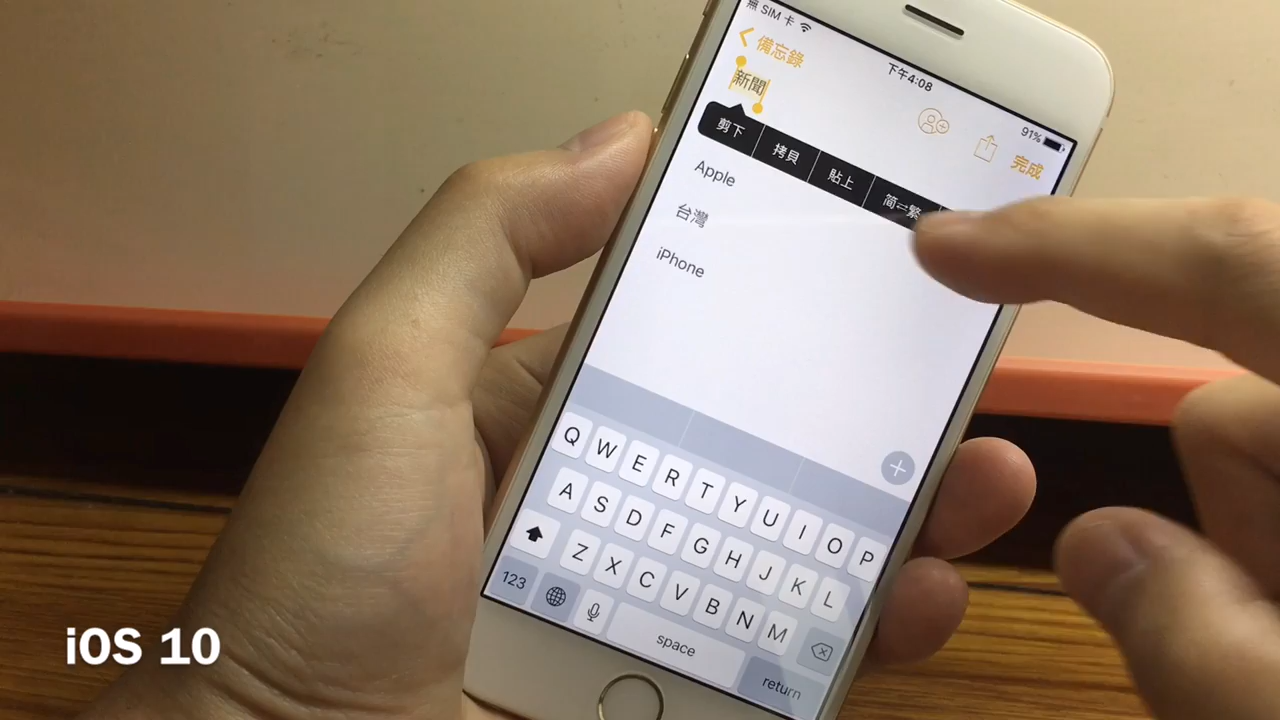 無 SIM 卡
下午4:08
91%
備忘錄
完成
新聞
剪下 拷貝 貼上 简⇌繁
Apple
台灣
iPhone
Q W E R T Y U I O P
A S D F G H J K L
Z X C V B N M
123 space return
iOS 10